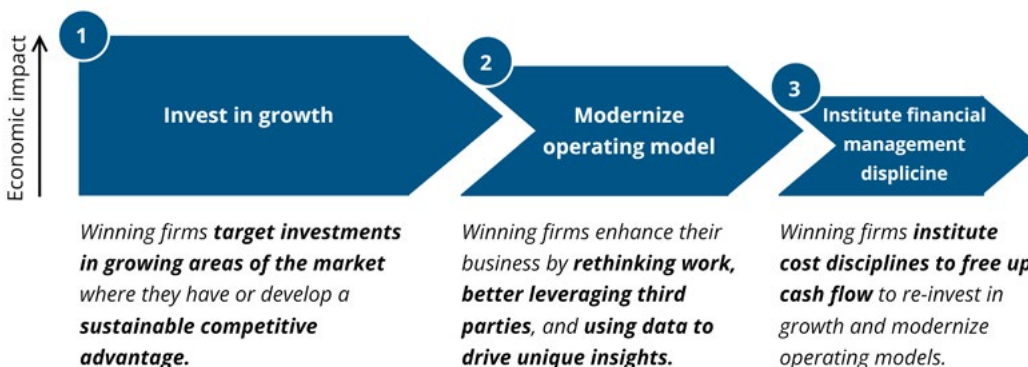 Economic impact
1
Invest in growth
2
Modernize
operating model
3
Institute financial
management
displicine
Winning firms target investments
in growing areas of the market
where they have or develop a
sustainable competitive
advantage.
Winning firms enhance their
business by rethinking work,
better leveraging third
parties, and using data to
drive unique insights.
Winning firms institute
cost disciplines to free up
cash flow to re-invest in
growth and modernize
operating models.